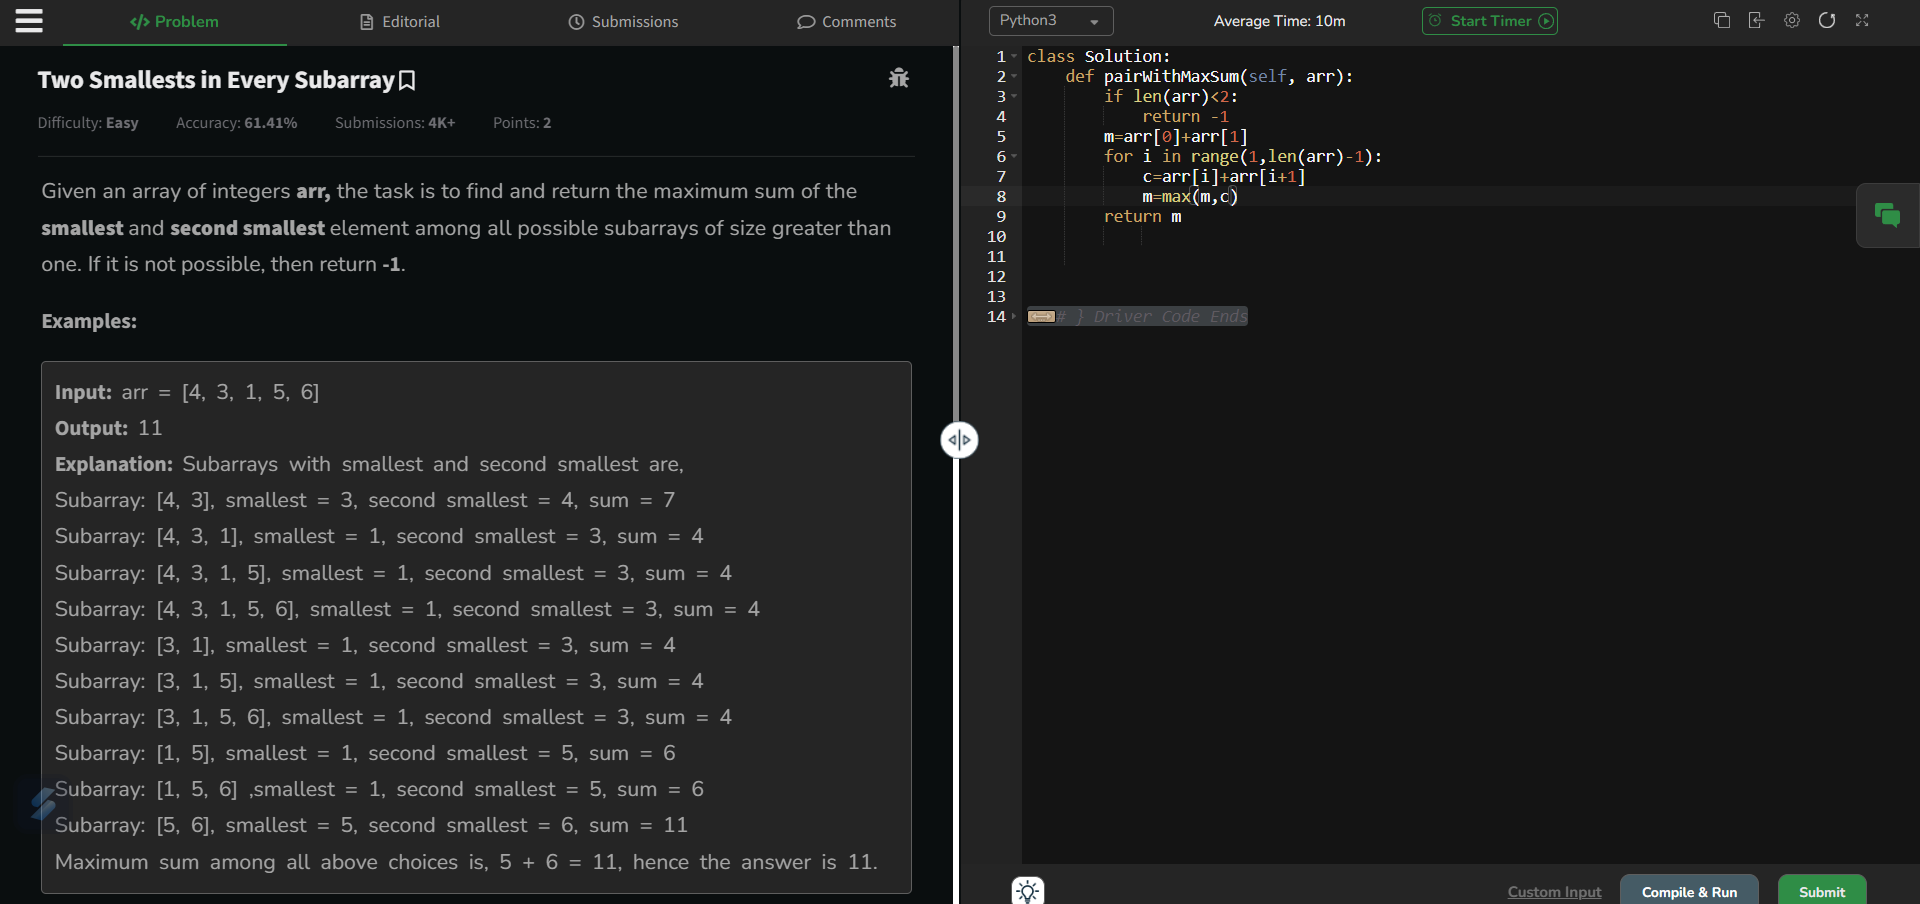 </> Problem
Editorial
Submissions
Comments
Two Smallests in Every Subarray
Difficulty: Easy Accuracy: 61.41% Submissions: 4K+ Points: 2
Given an array of integers arr, the task is to find and return the maximum sum of the
smallest and second smallest element among all possible subarrays of size greater than
one. If it is not possible, then return -1.
Examples:
Input: arr = [4, 3, 1, 5, 6]
Output: 11
Explanation: Subarrays with smallest and second smallest are,
Subarray: [4, 3], smallest = 3, second smallest = 4, sum = 7
Subarray: [4, 3, 1], smallest = 1, second smallest = 3, sum = 4
Subarray: [4, 3, 1, 5], smallest = 1, second smallest = 3, sum = 4
Subarray: [4, 3, 1, 5, 6], smallest = 1, second smallest = 3, sum = 4
Subarray: [3, 1], smallest = 1, second smallest = 3, sum = 4
Subarray: [3, 1, 5], smallest = 1, second smallest = 3, sum = 4
Subarray: [3, 1, 5, 6], smallest = 1, second smallest = 3, sum = 4
Subarray: [1, 5], smallest = 1, second smallest = 5, sum = 6
Subarray: [1, 5, 6] ,smallest = 1, second smallest = 5, sum = 6
Subarray: [5, 6], smallest = 5, second smallest = 6, sum = 11
Maximum sum among all above choices is, 5 + 6 = 11, hence the answer is 11.
Python3
Average Time: 10m
Start Timer
1 class Solution:
2 def pairWithMaxSum(self, arr):
3 if len(arr)<2:
4 return -1
5 m=arr[0]+arr[1]
6 for i in range(1,len(arr)-1):
7 c=arr[i]+arr[i+1]
8 m=max(m,c)
9 return m
10
11
12
13
14 # } Driver Code Ends
Custom Input
Compile & Run
Submit